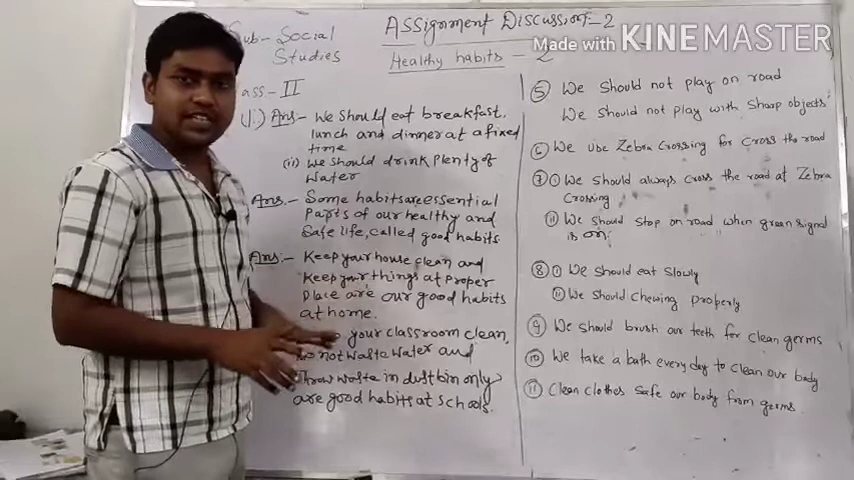 Sub- Social
Studies
ass - II
ASSignment Discussion-2
Healthy habits - 2
Made with KINEMASTER
(i) Ans - We Should eat breakfast,
lunch and dinner at a fixed
time
(ii) We Should drink Plenty of
Water
Ans - Some habits are essential
Parts of our healthy and
Safe life, called good habits
Ans :- Keep your house clean and
Keep your things at Proper
Place are our good habits
at home.
your classroom clean,
not waste water and
Throw waste in dustbin only
are good habits at schools.
5 We Should not play on road
We Should not play with Sharp objects
6 We Use Zebra Crossing for Cross the road
7 i We Should always cross the road at Zebra
Crossing
ii We Should stop on road when green signal
is on
8 i We Should eat Slowly
ii We Should Chewing Properly
9 We Should brush our teeth for clean germs
10 We take a bath every day to clean our body
11 Clean clothes Safe our body from germs